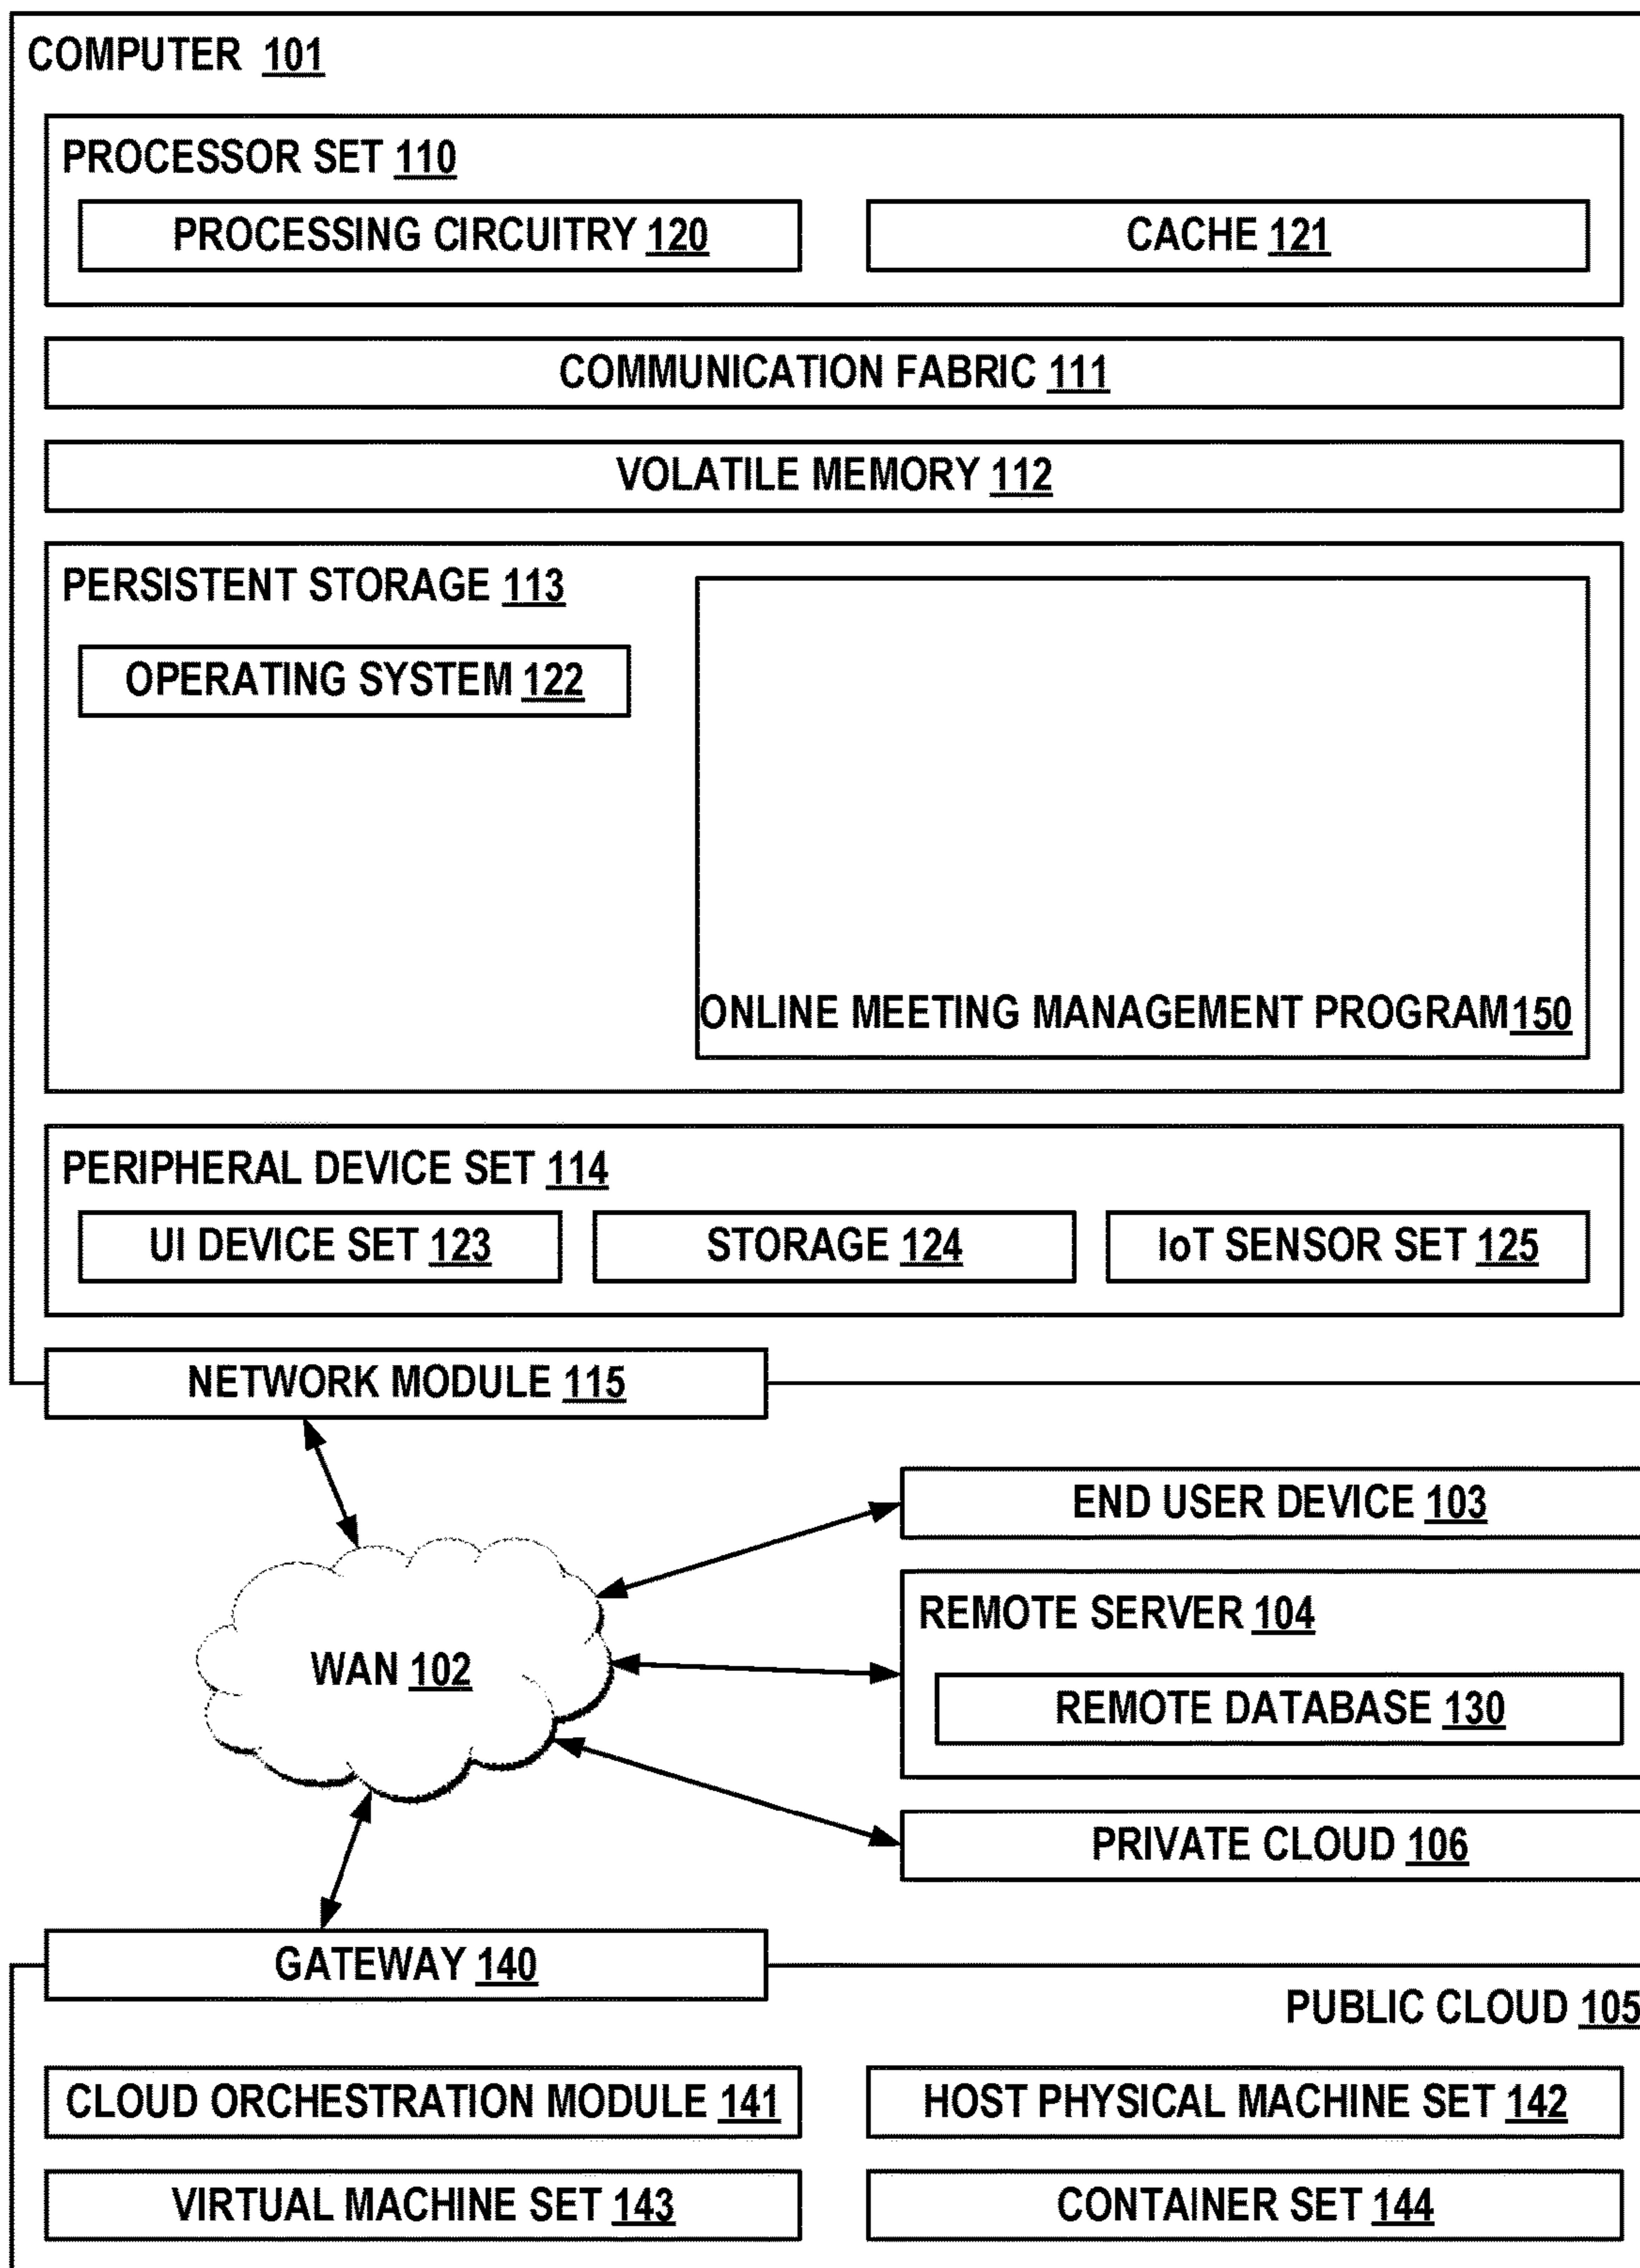 COMPUTER 101
PROCESSOR SET 110
PROCESSING CIRCUITRY 120
CACHE 121
COMMUNICATION FABRIC 111
VOLATILE MEMORY 112
PERSISTENT STORAGE 113
OPERATING SYSTEM 122
ONLINE MEETING MANAGEMENT PROGRAM150
PERIPHERAL DEVICE SET 114
UI DEVICE SET 123
STORAGE 124
IoT SENSOR SET 125
NETWORK MODULE 115
END USER DEVICE 103
REMOTE SERVER 104
WAN 102
REMOTE DATABASE 130
PRIVATE CLOUD 106
GATEWAY 140
PUBLIC CLOUD 105
CLOUD ORCHESTRATION MODULE 141
HOST PHYSICAL MACHINE SET 142
VIRTUAL MACHINE SET 143
CONTAINER SET 144